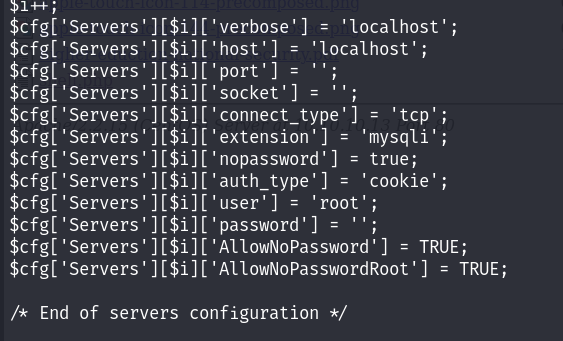 $i++;
$cfg['Servers'][$i]['verbose'] = 'localhost';
$cfg['Servers'][$i]['host'] = 'localhost';
$cfg['Servers'][$i]['port'] = '';
$cfg['Servers'][$i]['socket'] = '';
$cfg['Servers'][$i]['connect_type'] = 'tcp';
$cfg['Servers'][$i]['extension'] = 'mysqli';
$cfg['Servers'][$i]['nopassword'] = true;
$cfg['Servers'][$i]['auth_type'] = 'cookie';
$cfg['Servers'][$i]['user'] = 'root';
$cfg['Servers'][$i]['password'] = '';
$cfg['Servers'][$i]['AllowNoPassword'] = TRUE;
$cfg['Servers'][$i]['AllowNoPasswordRoot'] = TRUE;
/* End of servers configuration */